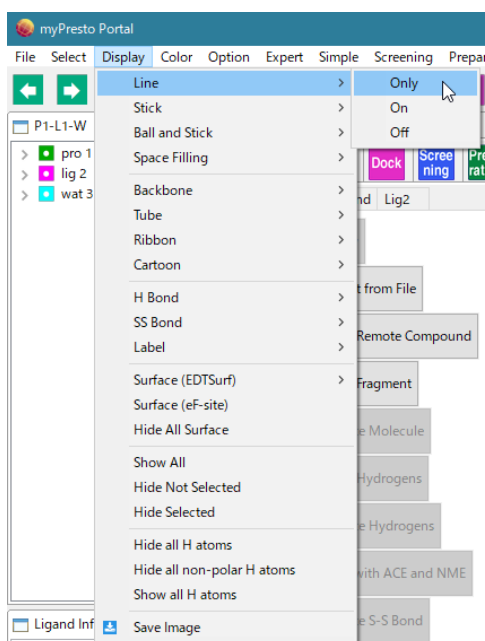 myPresto Portal
File Select Display Color Option Expert Simple Screening
P1-L1-W
pro 1
lig 2
wat 3
Line
Stick
Ball and Stick
Space Filling
Backbone
Tube
Ribbon
Cartoon
H Bond
SS Bond
Label
Surface (EDTSurf)
Surface (eF-site)
Hide All Surface
Show All
Hide Not Selected
Hide Selected
Hide all H atoms
Hide all non-polar H atoms
Show all H atoms
Save Image
Only
On
Off
Dock
Scree
ning
Lig2
from File
Remote Compound
Fragment
Molecule
Hydrogens
Hydrogens
with ACE and NME
S-S Bond
Ligand